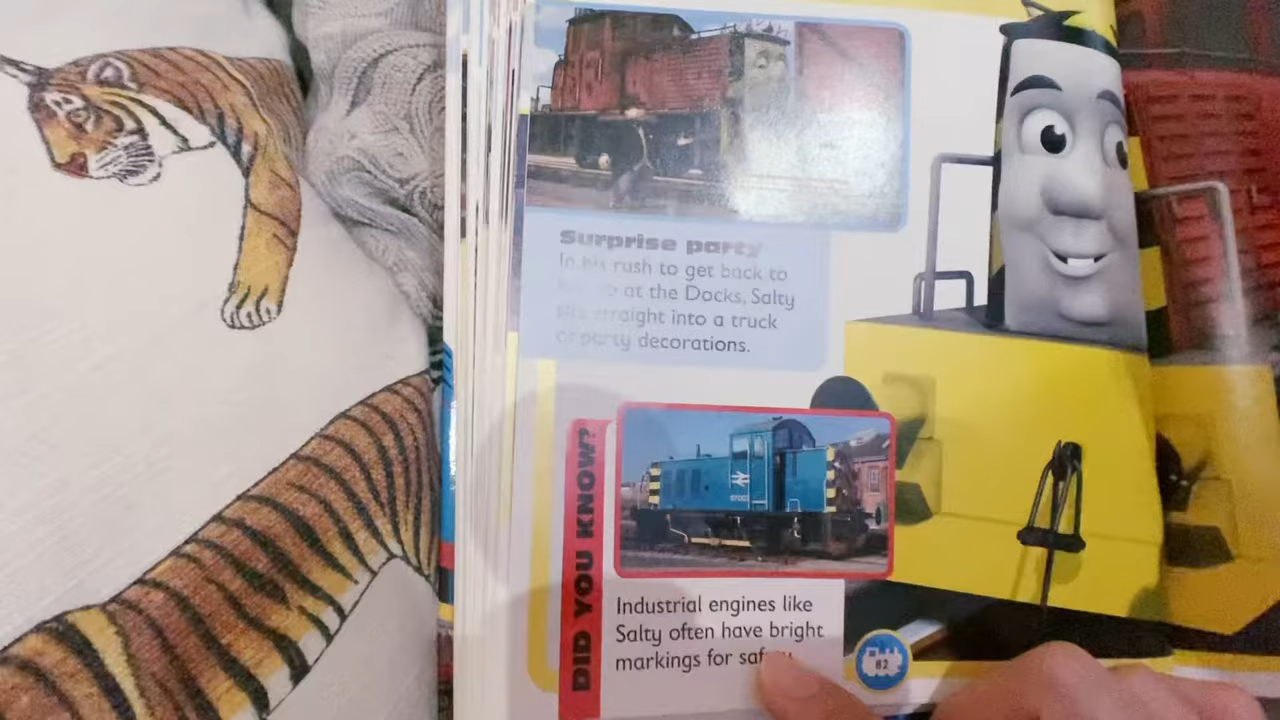 Surprise party
In his rush to get back to
at the Docks, Salty
straight into a truck
of party decorations.
DID YOU KNOW?
Industrial engines like
Salty often have bright
markings for safety.
82